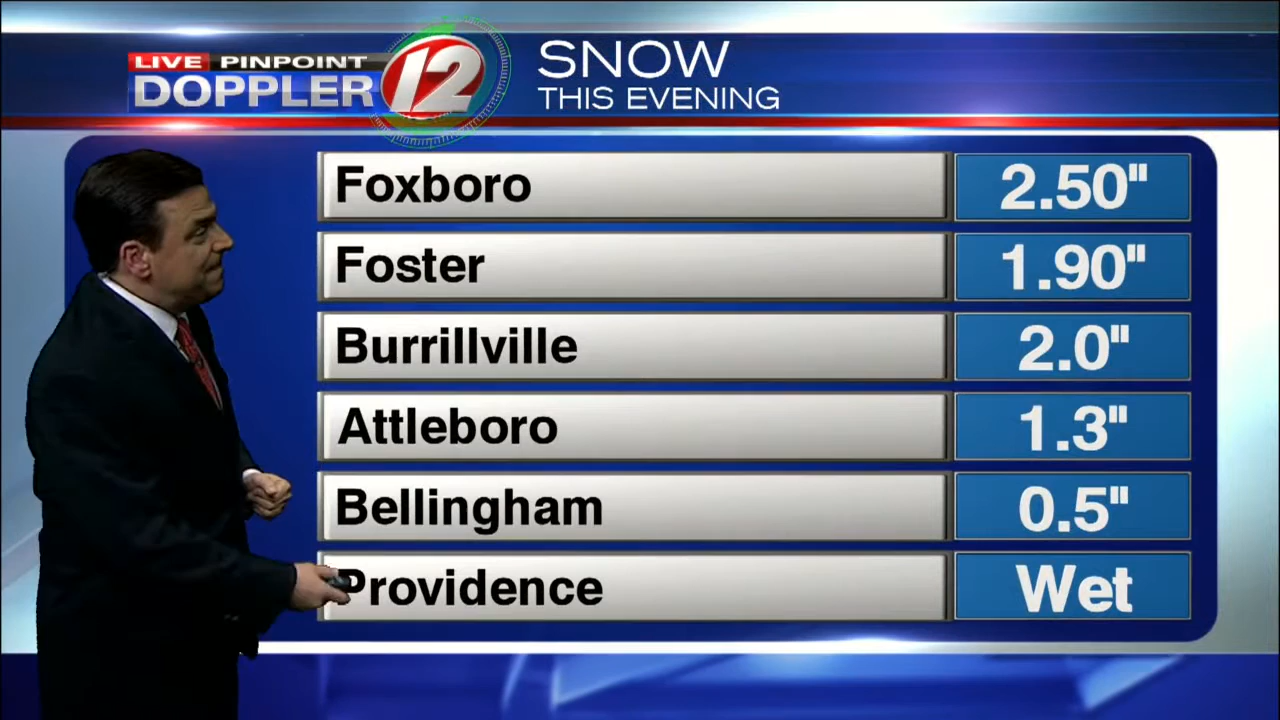 LIVE PINPOINT
DOPPLER 12
SNOW
THIS EVENING
Foxboro 2.50"
Foster 1.90"
Burrillville 2.0"
Attleboro 1.3"
Bellingham 0.5"
Providence Wet